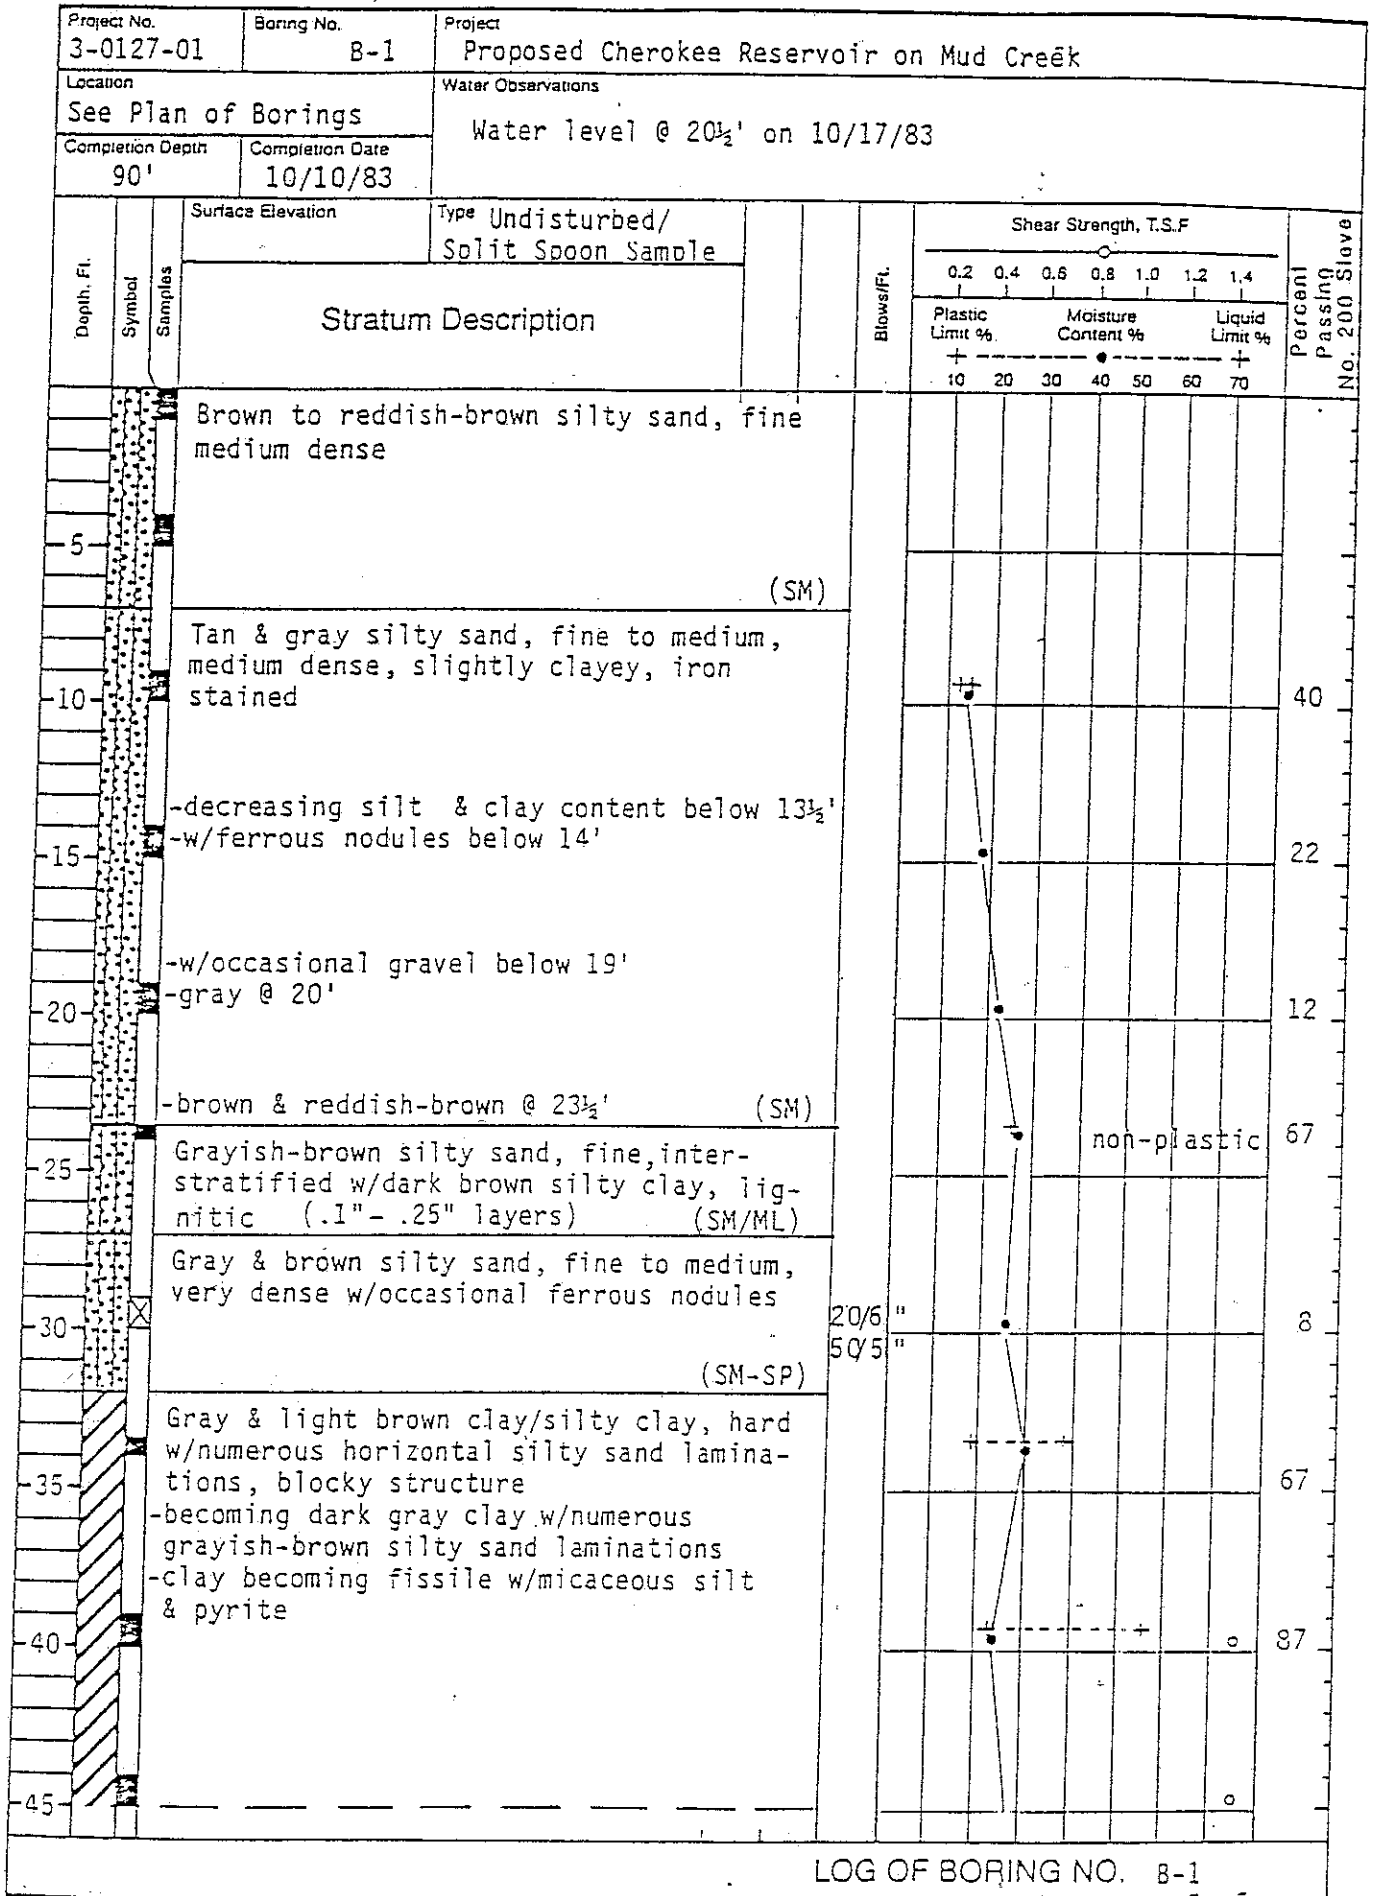 Project No.
3-0127-01
Boring No.
B-1
Project
Proposed Cherokee Reservoir on Mud Creek
Location
See Plan of Borings
Water Observations
Water level @ 20½' on 10/17/83
Completion Depth
90'
Completion Date
10/10/83
Depth, Ft.
Symbol
Samples
Surface Elevation
Type Undisturbed/
Split Spoon Sample
Stratum Description
Blows/Ft.
Shear Strength, T.S.F
0.2 0.4 0.6 0.8 1.0 1.2 1.4
Plastic Limit %
Moisture Content %
Liquid Limit %
10 20 30 40 50 60 70
Percent Passing No. 200 Sieve
Brown to reddish-brown silty sand, fine
medium dense
5
(SM)
Tan & gray silty sand, fine to medium,
medium dense, slightly clayey, iron
stained
10
40
-decreasing silt & clay content below 13½'
-w/ferrous nodules below 14'
15
22
-w/occasional gravel below 19'
-gray @ 20'
20
12
-brown & reddish-brown @ 23½' (SM)
non-plastic 67
Grayish-brown silty sand, fine,inter-
25
stratified w/dark brown silty clay, lig-
nitic (.1"- .25" layers) (SM/ML)
Gray & brown silty sand, fine to medium,
very dense w/occasional ferrous nodules
30
20/6 "
50/5 "
8
(SM-SP)
Gray & light brown clay/silty clay, hard
w/numerous horizontal silty sand lamina-
tions, blocky structure
35
67
-becoming dark gray clay w/numerous
grayish-brown silty sand laminations
-clay becoming fissile w/micaceous silt
& pyrite
40
87
45
LOG OF BORING NO. B-1